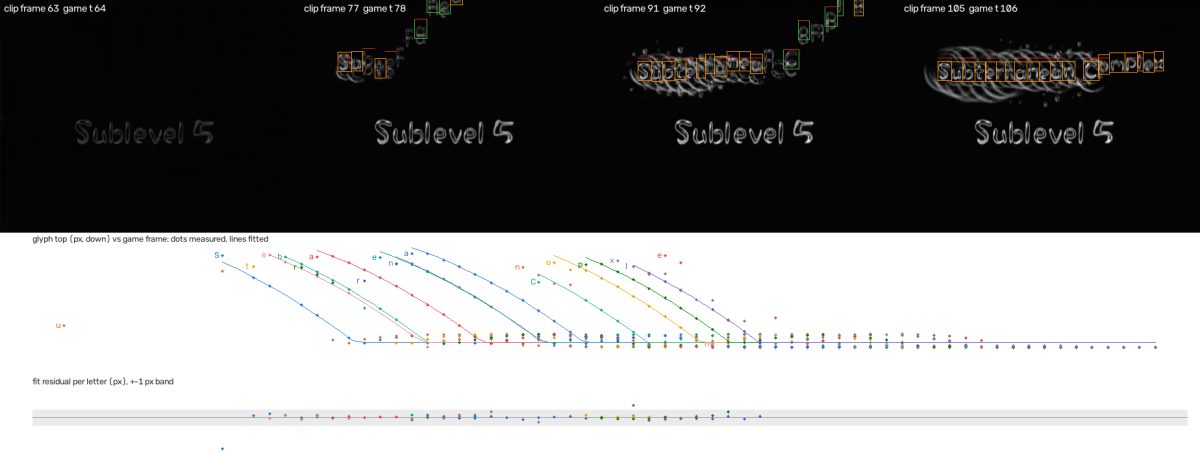 clip frame 63 game t 64
clip frame 77 game t 78
clip frame 91 game t 92
clip frame 105 game t 106
Subterranean Complex
Sublevel 5
Sublevel 5
Sublevel 5
Sublevel 5
glyph top (px, down) vs game frame: dots measured, lines fitted
S
t
e
b
r
a
r
e
n
a
n
C
o
p
x
l
e
u
fit residual per letter (px), +-1 px band